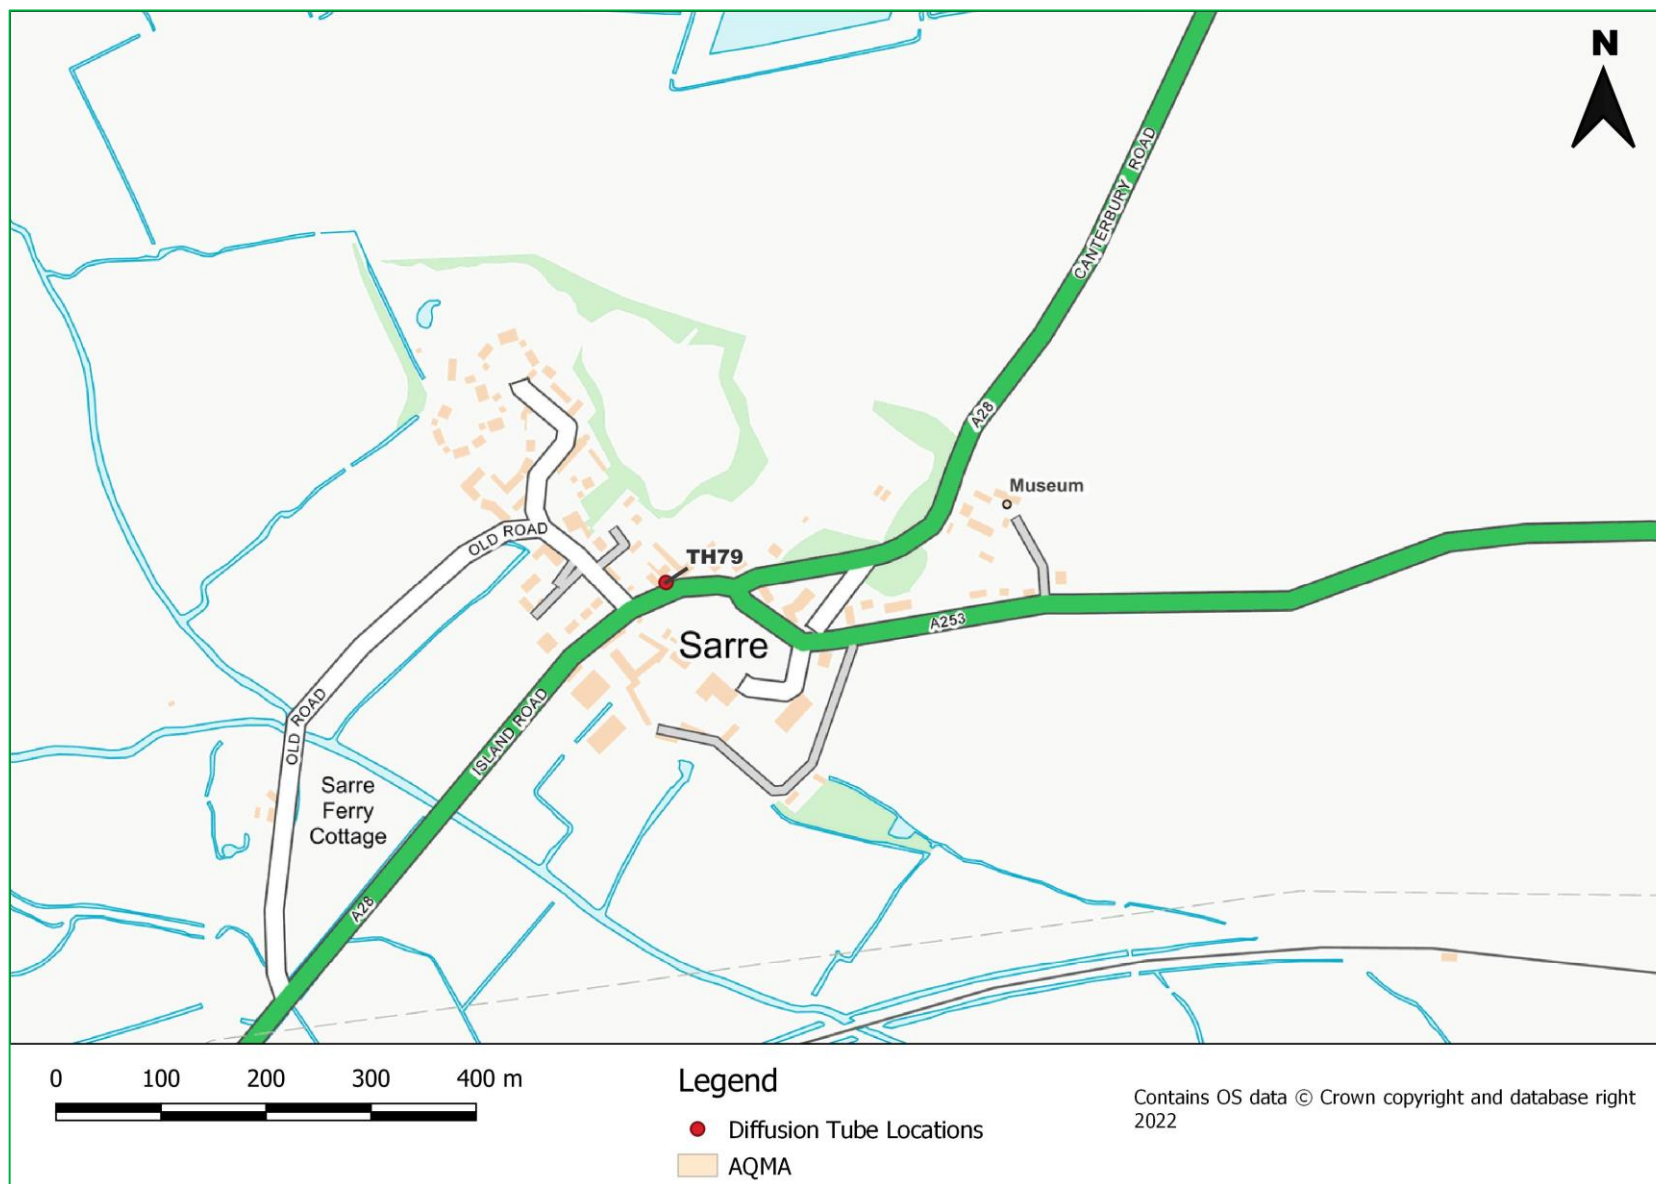 N
CANTERBURY ROAD
A28
Museum
OLD ROAD
TH79
A253
Sarre
OLD ROAD
ISLAND ROAD
Sarre
Ferry
Cottage
A28
0 100 200 300 400 m
Legend
Diffusion Tube Locations
AQMA
Contains OS data © Crown copyright and database right
2022